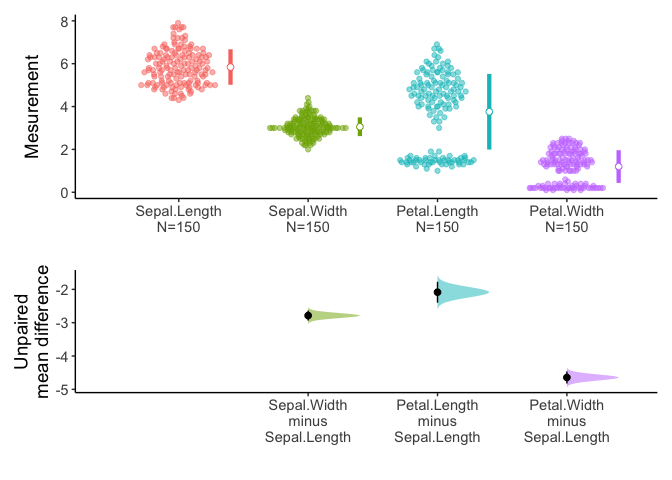 Mesurement
8
6
4
2
0
Sepal.Length
N=150
Sepal.Width
N=150
Petal.Length
N=150
Petal.Width
N=150
Unpaired
mean difference
-2
-3
-4
-5
Sepal.Width
minus
Sepal.Length
Petal.Length
minus
Sepal.Length
Petal.Width
minus
Sepal.Length